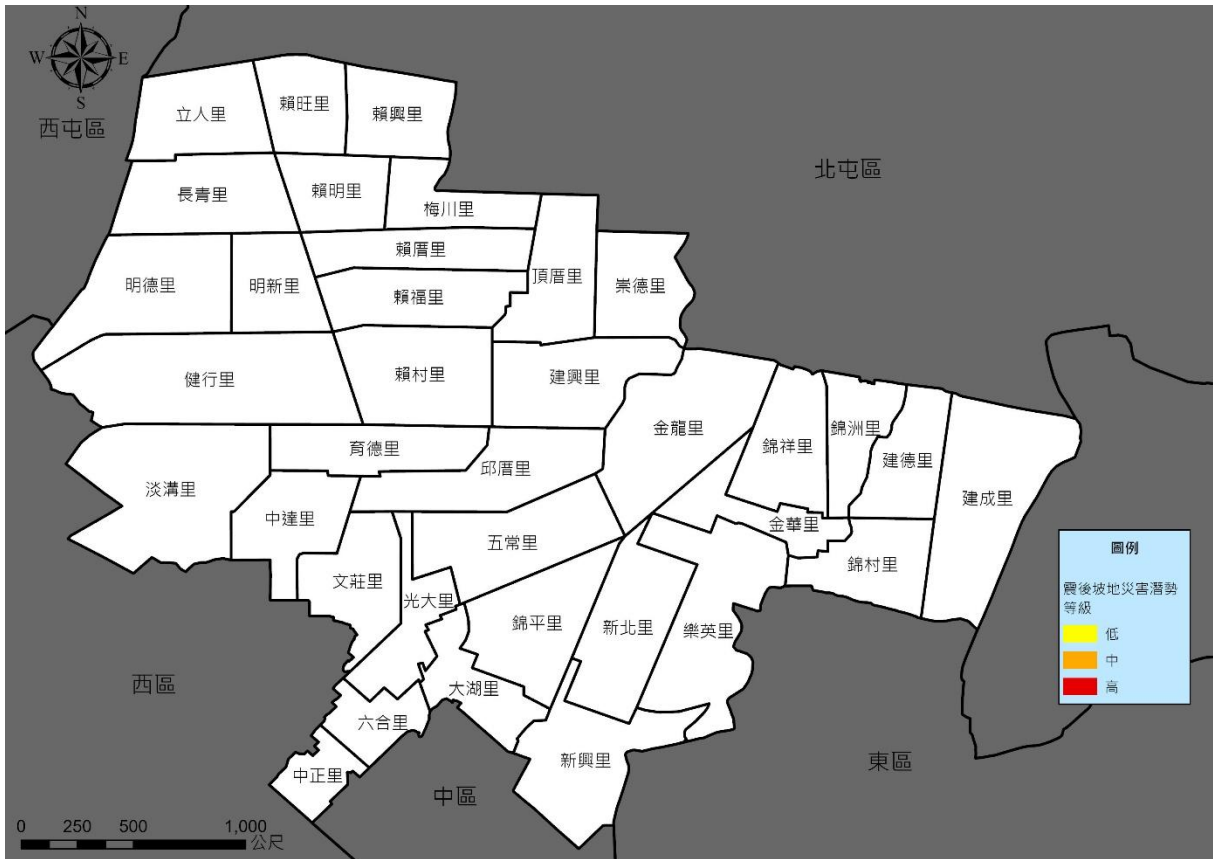 N
W E
S
西屯區
北屯區
立人里
賴旺里
賴興里
長青里
賴明里
梅川里
賴厝里
明德里
明新里
賴福里
頂厝里
崇德里
健行里
賴村里
建興里
金龍里
錦祥里
錦洲里
建德里
建成里
育德里
邱厝里
淡溝里
中達里
五常里
金華里
錦村里
文莊里
光大里
錦平里
新北里
樂英里
西區
大湖里
六合里
中正里
新興里
中區
東區
圖例
震後坡地災害潛勢
等級
低
中
高
0 250 500 1,000
公尺